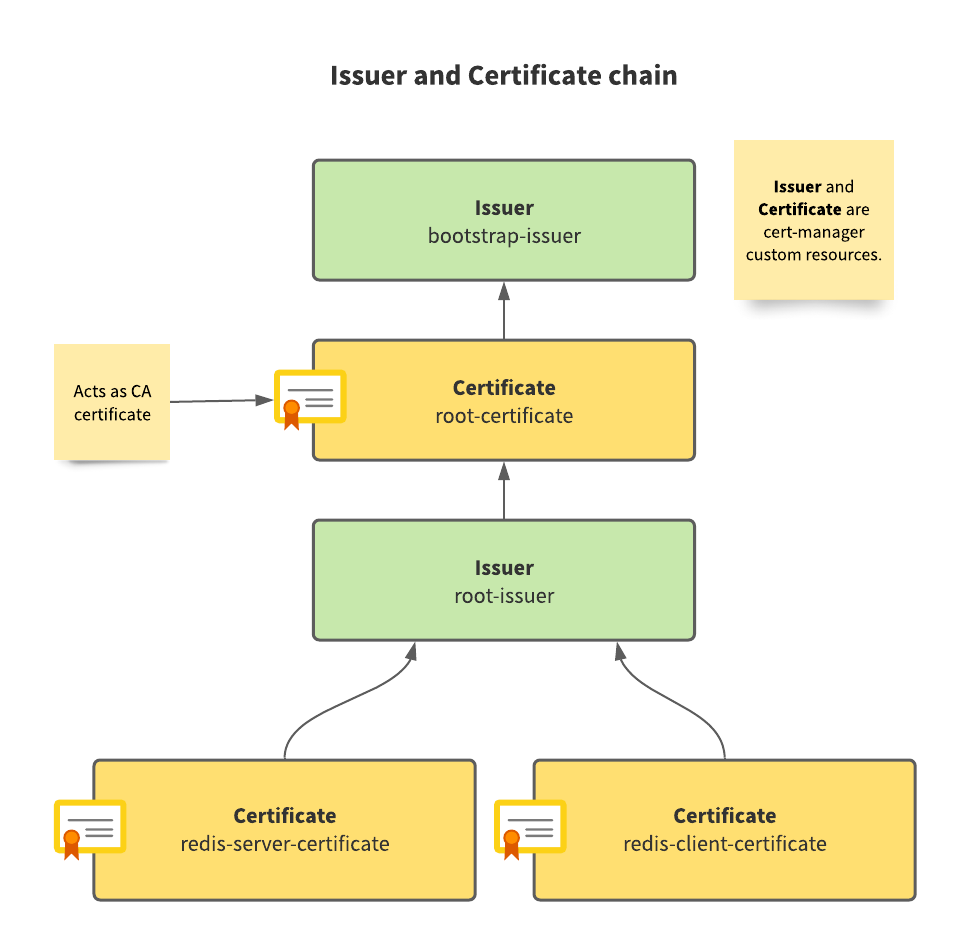 Issuer and Certificate chain
Issuer
bootstrap-issuer
Issuer and
Certificate are
cert-manager
custom resources.
Acts as CA
certificate
Certificate
root-certificate
Issuer
root-issuer
Certificate
redis-server-certificate
Certificate
redis-client-certificate